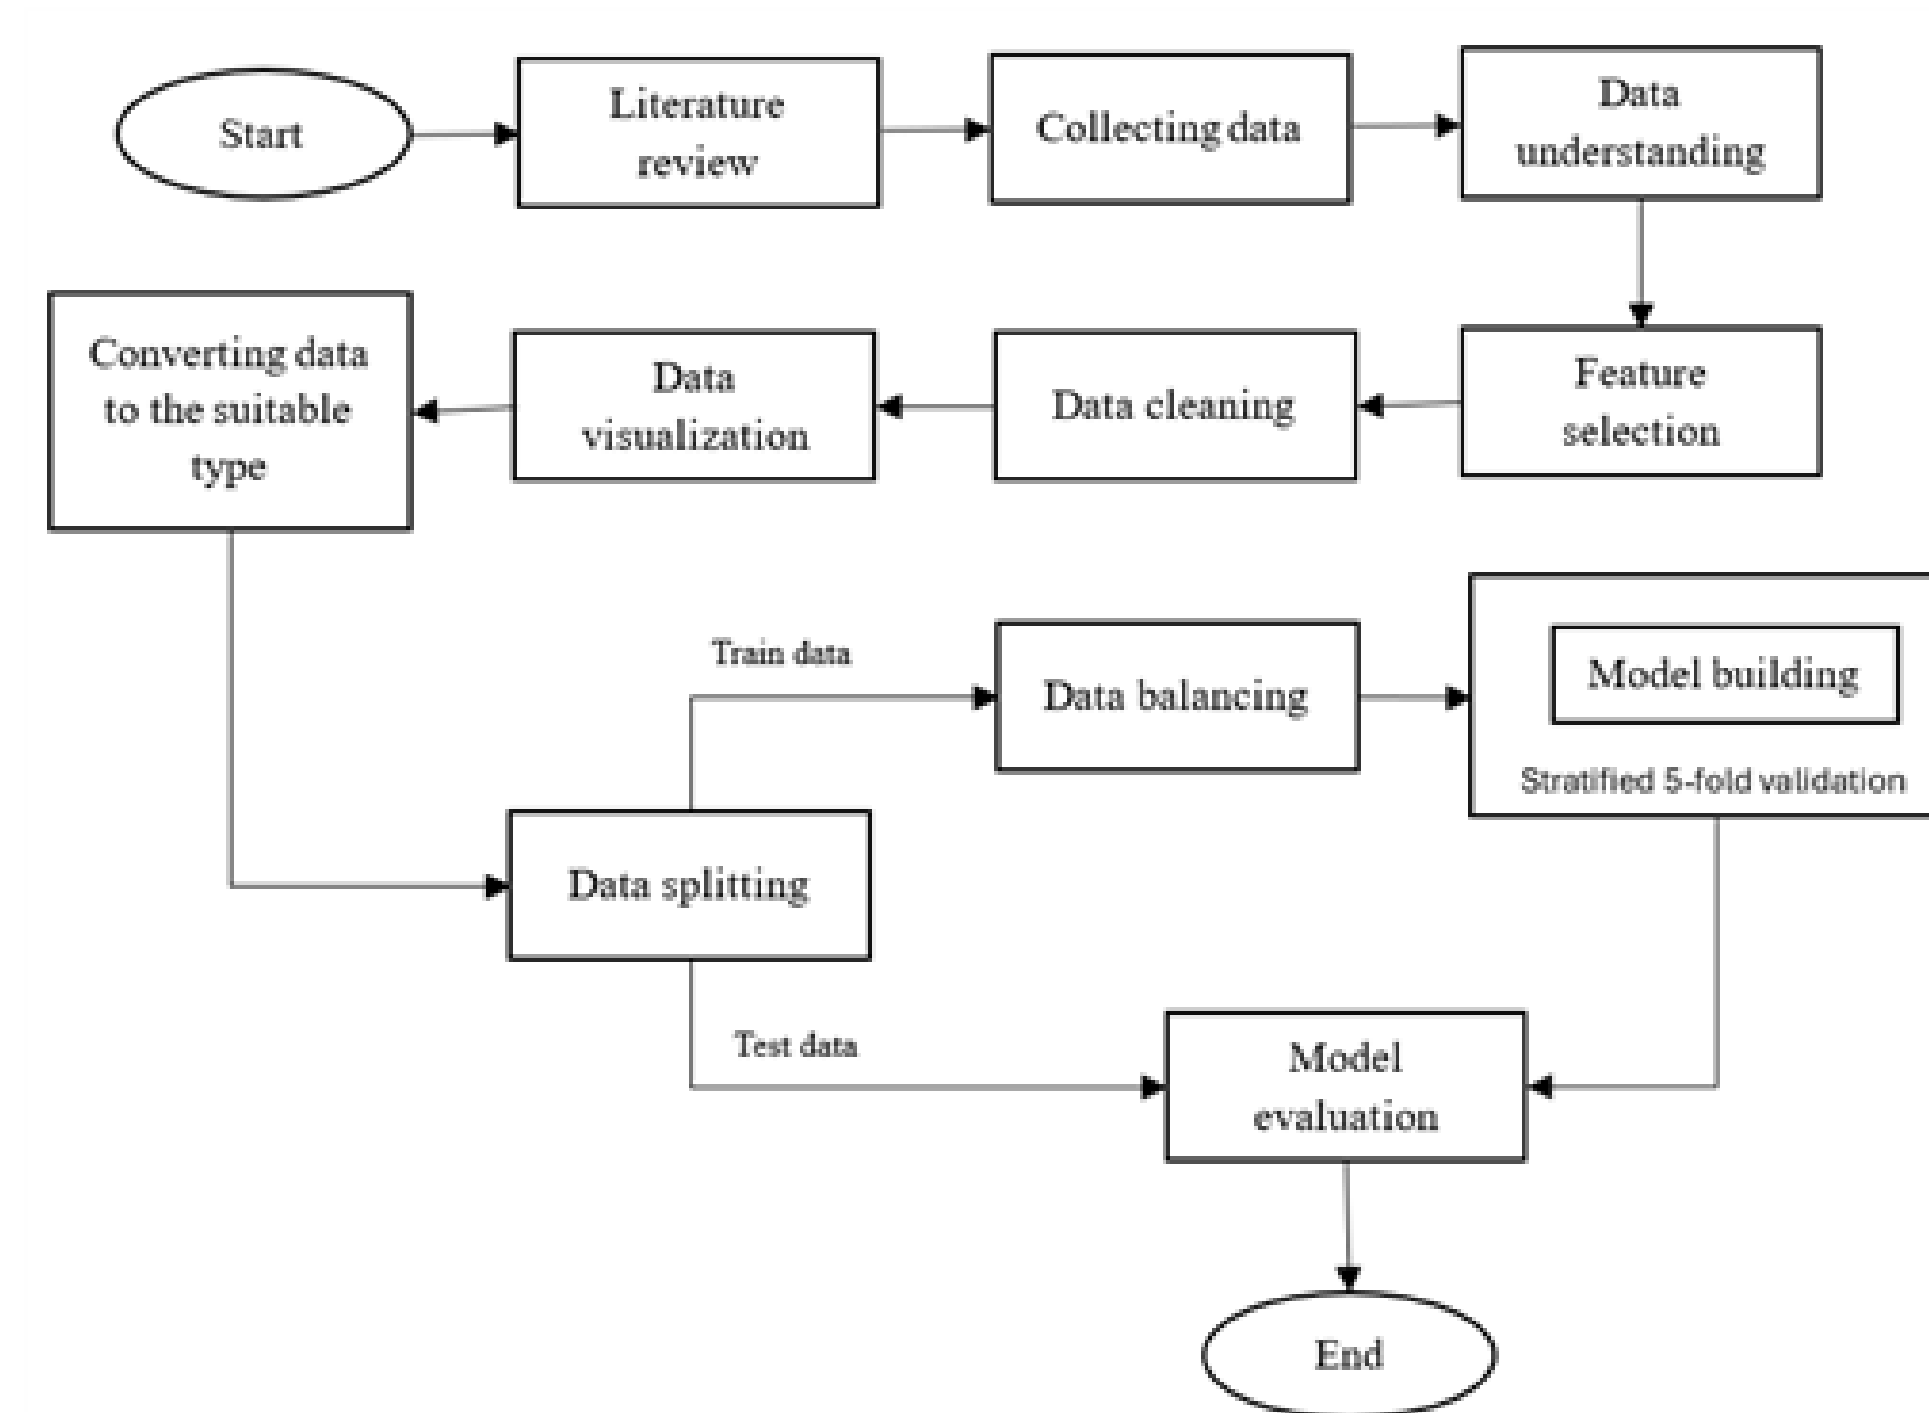 Start
Literature
review
Collecting data
Data
understanding
Feature
selection
Data cleaning
Data
visualization
Converting data
to the suitable
type
Data splitting
Train data
Data balancing
Model building
Stratified 5-fold validation
Test data
Model
evaluation
End